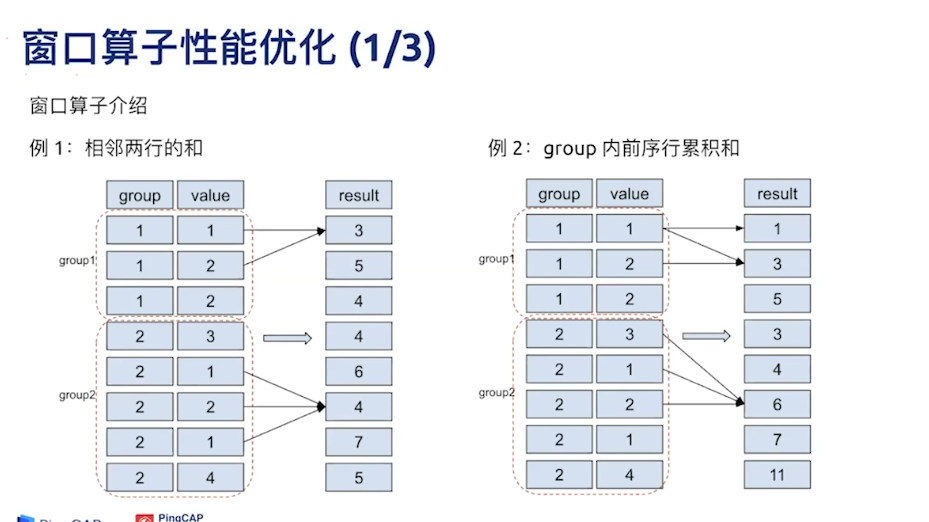 窗口算子性能优化 (1/3)
窗口算子介绍
例 1：相邻两行的和
group value result
group1
1 1 3
1 2 5
1 2 4
group2
2 3 4
2 1 6
2 2 4
2 1 7
2 4 5
例 2：group 内前序行累积和
group value result
group1
1 1 1
1 2 3
1 2 5
group2
2 3 3
2 1 4
2 2 6
2 1 7
2 4 11
PingCAP
PingCAP